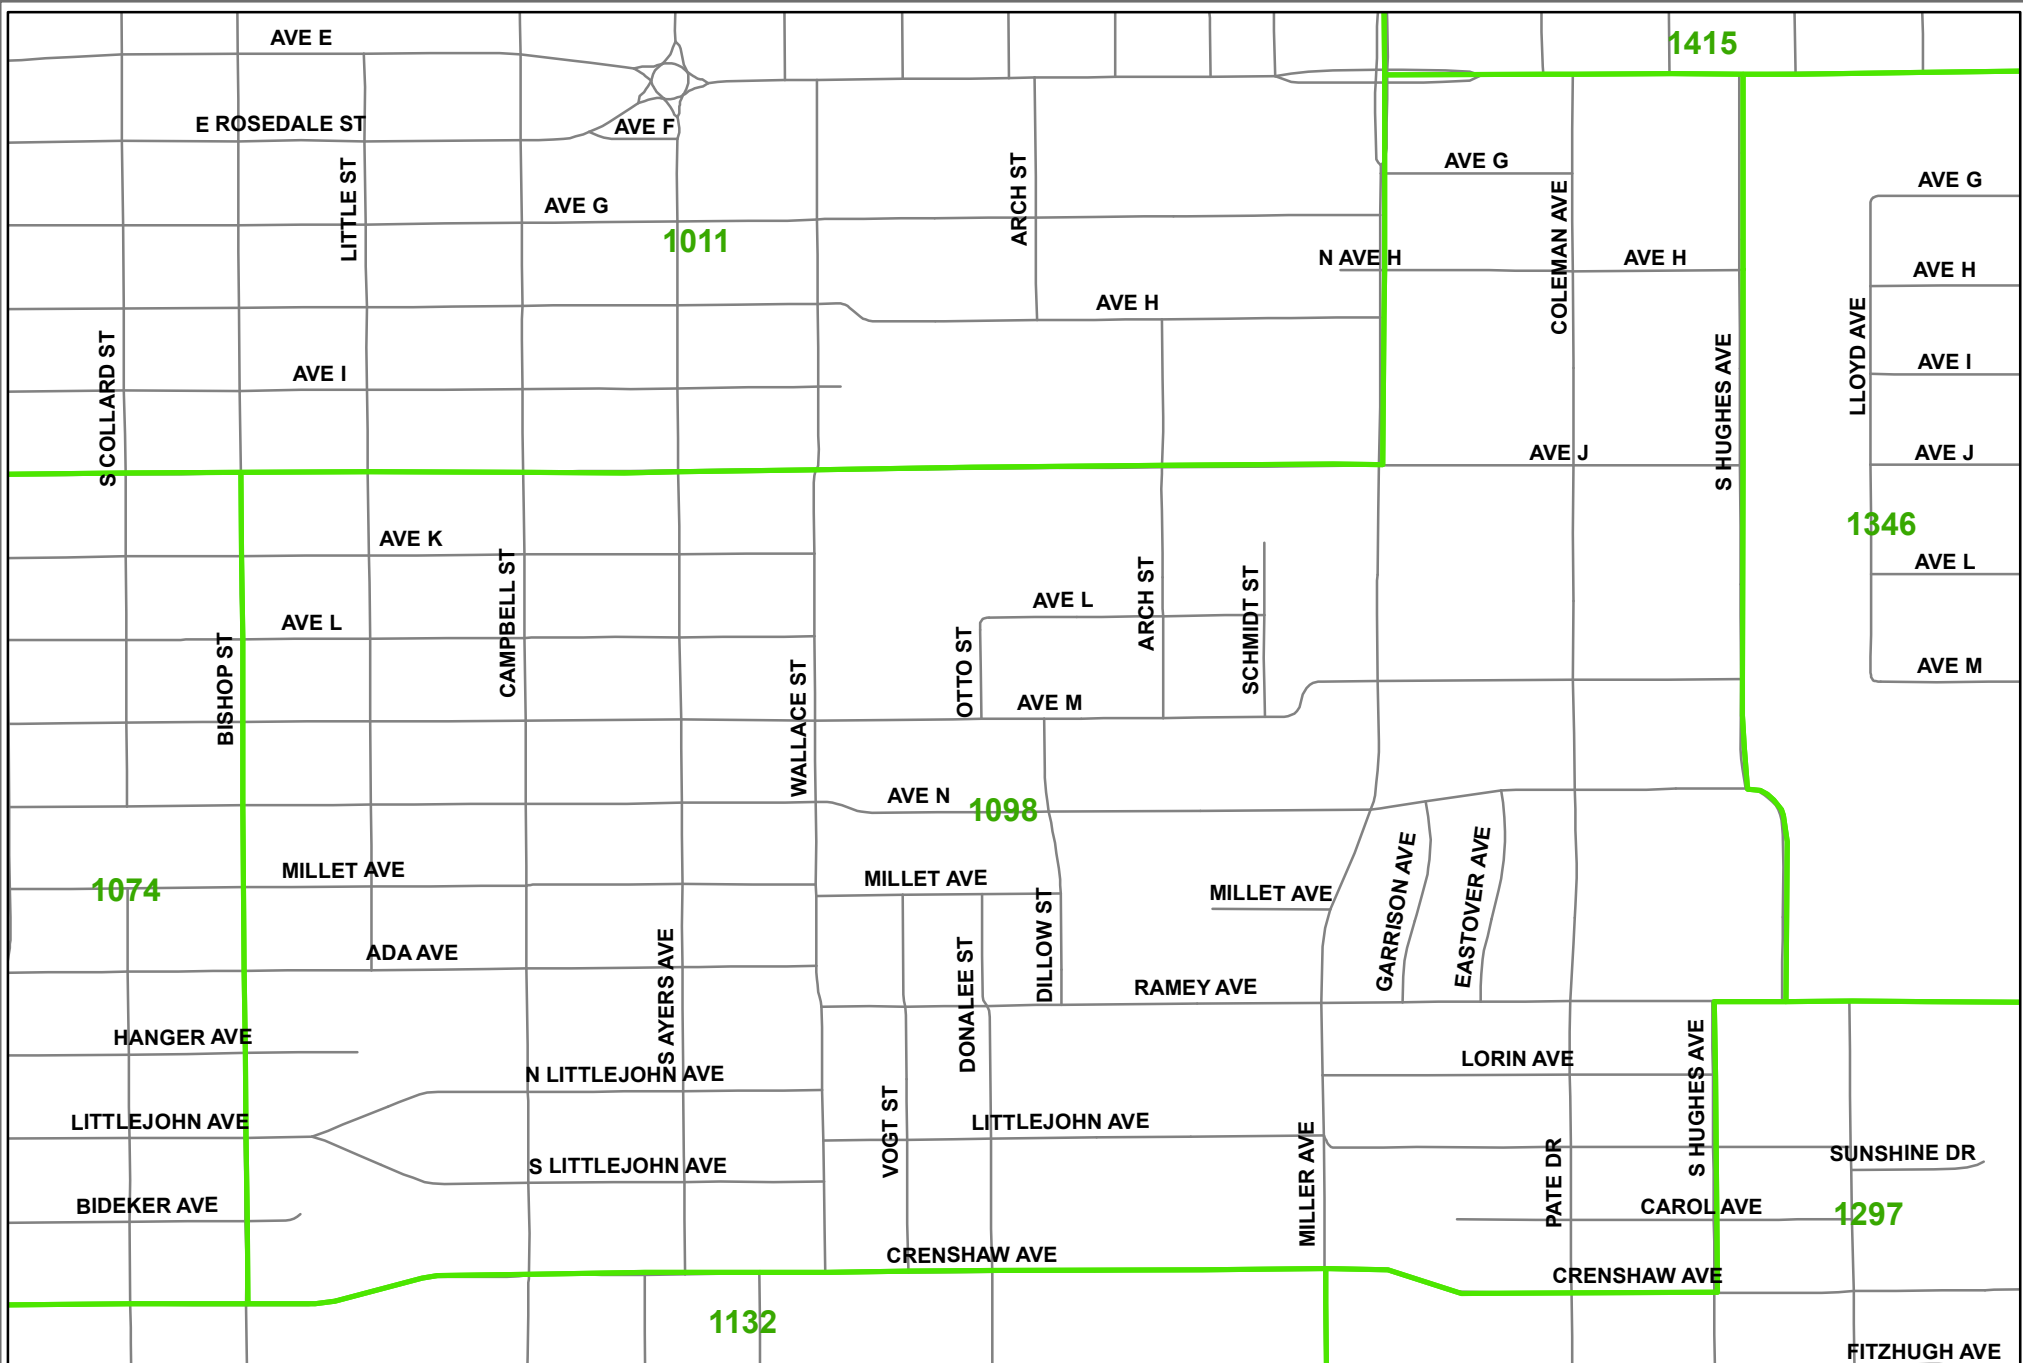 AVE E
1415
E ROSEDALE ST
AVE F
LITTLE ST
ARCH ST
AVE G
AVE G
AVE G
COLEMAN AVE
1011
N AVE H
AVE H
AVE H
AVE H
LLOYD AVE
S COLLARD ST
S HUGHES AVE
AVE I
AVE I
AVE J
AVE J
1346
AVE K
CAMPBELL ST
ARCH ST
SCHMIDT ST
AVE L
AVE L
AVE L
BISHOP ST
OTTO ST
WALLACE ST
AVE M
AVE M
AVE N
1098
GARRISON AVE
EASTOVER AVE
1074
MILLET AVE
MILLET AVE
MILLET AVE
DILLOW ST
ADA AVE
S AYERS AVE
DONALEE ST
RAMEY AVE
HANGER AVE
S HUGHES AVE
LORIN AVE
N LITTLEJOHN AVE
VOGT ST
LITTLEJOHN AVE
LITTLEJOHN AVE
MILLER AVE
PATE DR
SUNSHINE DR
S LITTLEJOHN AVE
BIDEKER AVE
CAROL AVE
1297
CRENSHAW AVE
CRENSHAW AVE
1132
FITZHUGH AVE